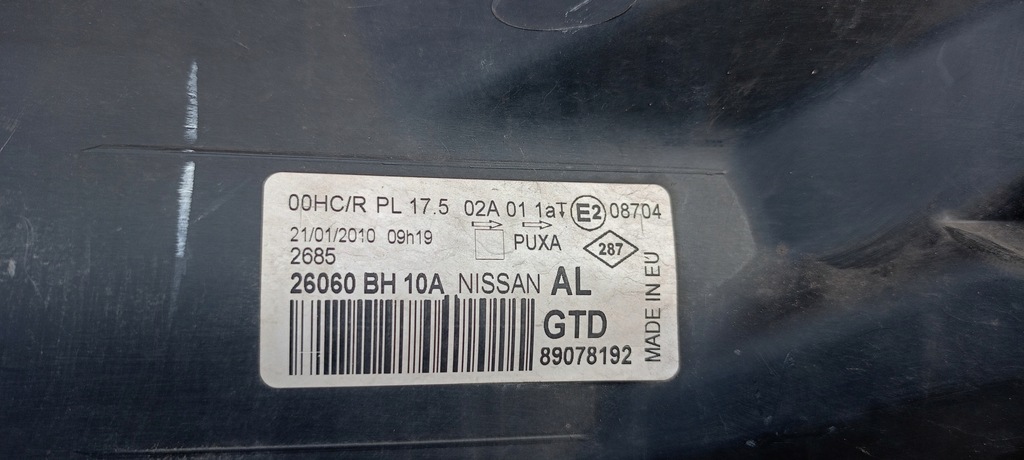 00HC/R PL 17.5 02A 01 1aT E2 08704
21/01/2010 09h19 PUXA 287
2685
26060 BH 10A NISSAN AL
GTD
89078192
MADE IN EU